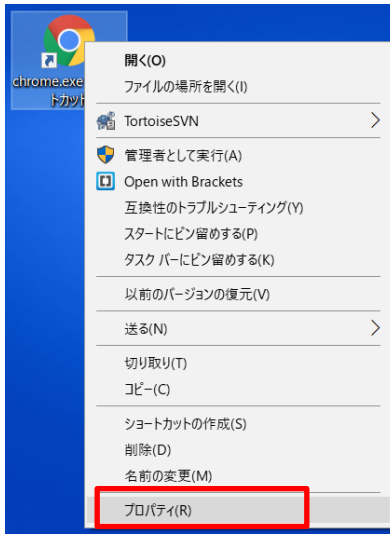 chrome.exe
トカット
開く(O)
ファイルの場所を開く(I)
TortoiseSVN
管理者として実行(A)
Open with Brackets
互換性のトラブルシューティング(Y)
スタートにピン留めする(P)
タスク バーにピン留めする(K)
以前のバージョンの復元(V)
送る(N)
切り取り(T)
コピー(C)
ショートカットの作成(S)
削除(D)
名前の変更(M)
プロパティ(R)